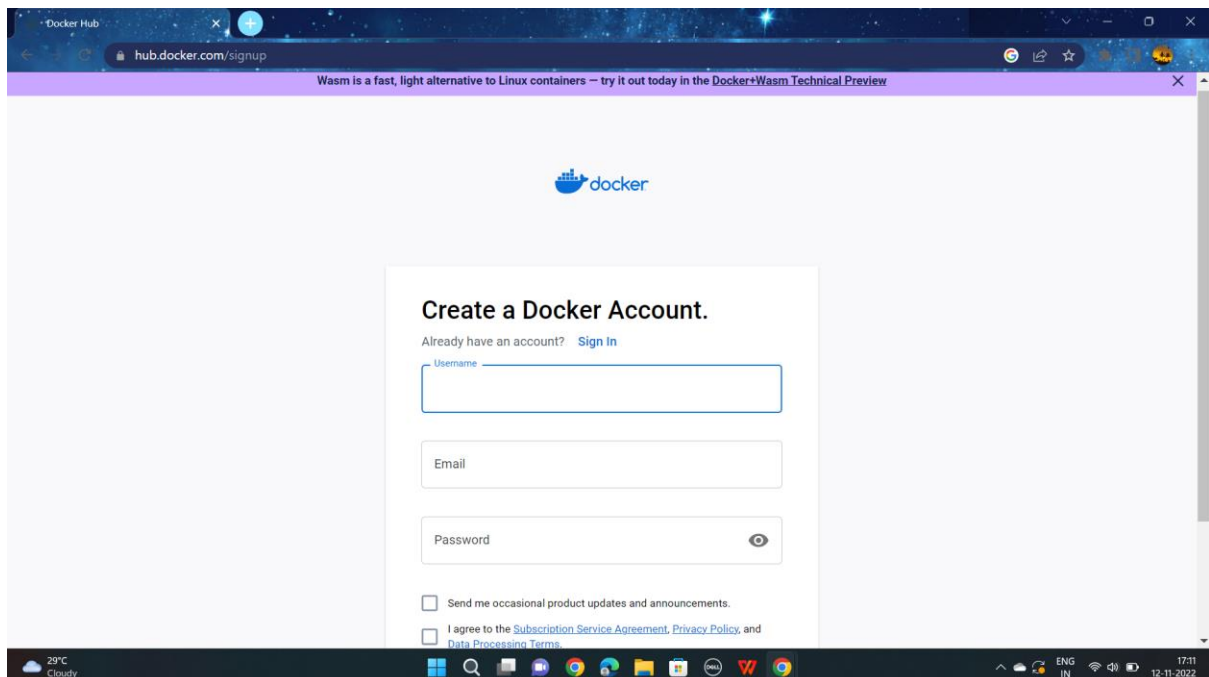 Docker Hub
hub.docker.com/signup
Wasm is a fast, light alternative to Linux containers — try it out today in the Docker+Wasm Technical Preview
docker
Create a Docker Account.
Already have an account? Sign In
Username
Email
Password
Send me occasional product updates and announcements.
I agree to the Subscription Service Agreement, Privacy Policy, and
Data Processing Terms.
29°C
Cloudy
DELL
ENG
IN
17:11
12-11-2022